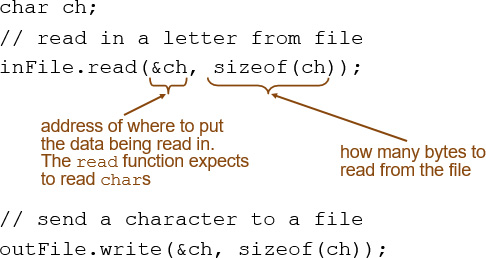 char ch;
// read in a letter from file
inFile.read(&ch, sizeof(ch));
address of where to put
the data being read in.
The read function expects
to read chars
how many bytes to
read from the file
// send a character to a file
outFile.write(&ch, sizeof(ch));